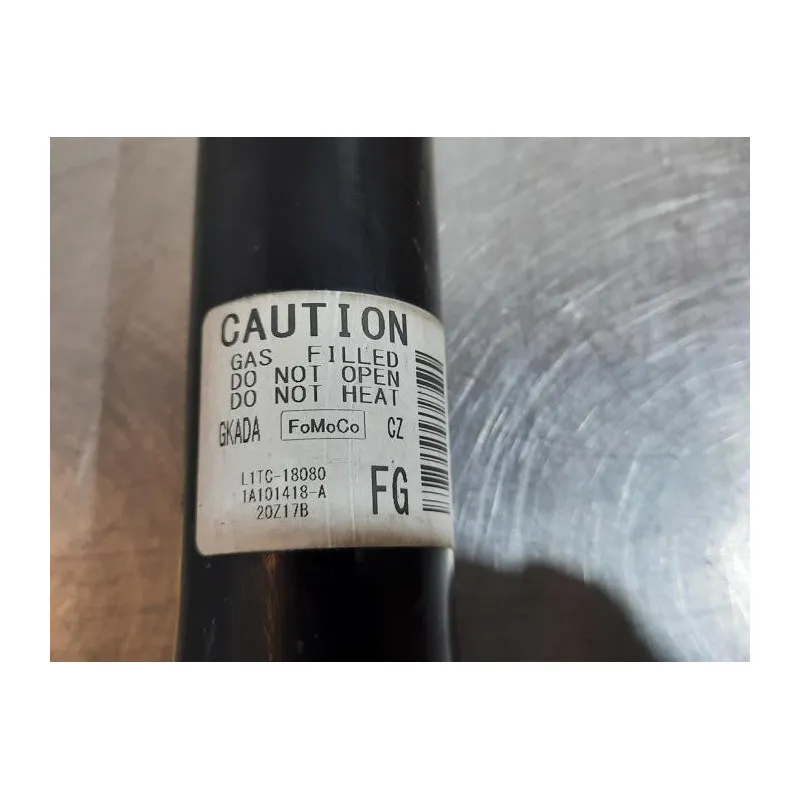 CAUTION
GAS FILLED
DO NOT OPEN
DO NOT HEAT
GKADA FoMoCo CZ
L1TC-18080
1A101418-A
20Z17B
FG